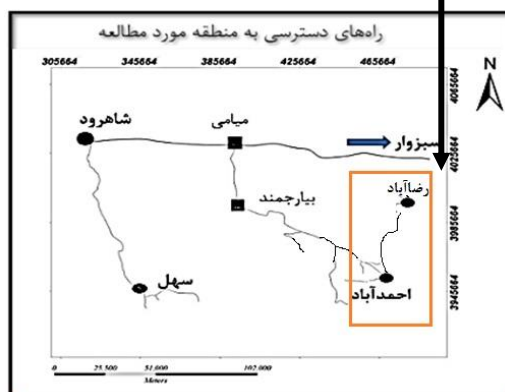 راه‌های دسترسی به منطقه مورد مطالعه
305664 345664 385664 425664 465664
N
4065664
4025664
3985664
3945664
شاهرود
میامی
سبزوار
رضاآباد
بیارجمند
سهل
احمدآباد
0 25.500 51.000 102.000
Meters